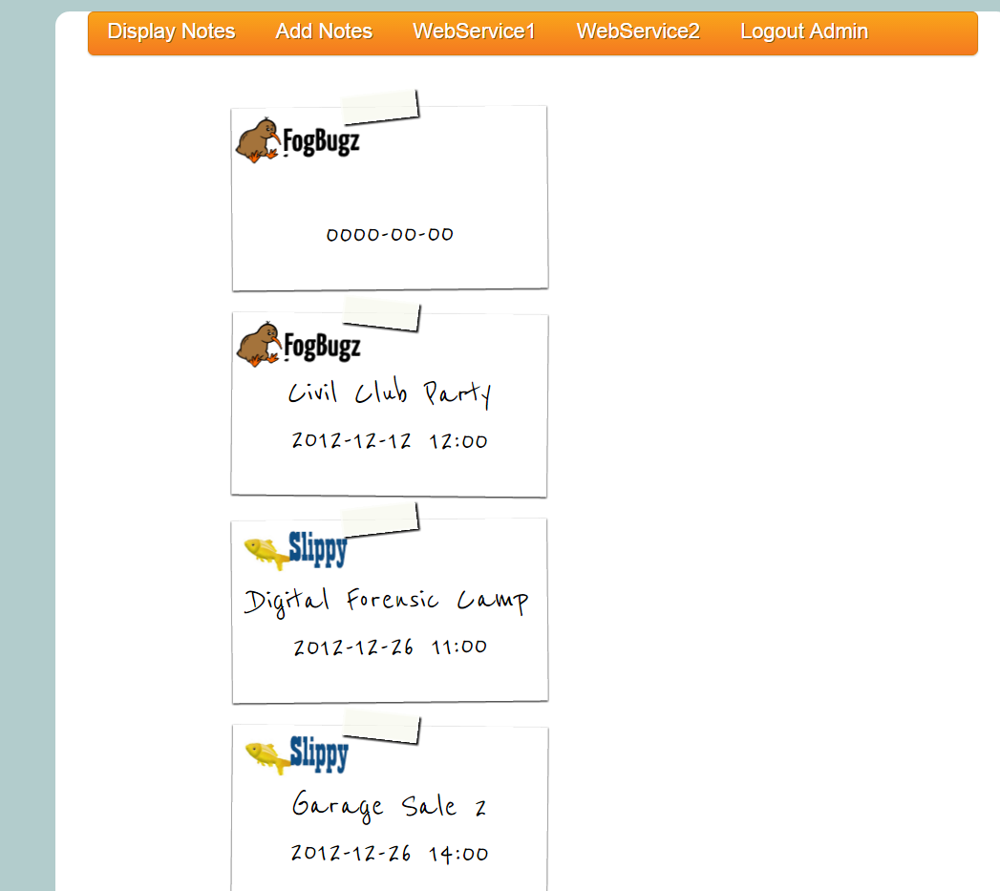 Display Notes Add Notes WebService1 WebService2 Logout Admin
FogBugz
0000-00-00
FogBugz
Civil Club Party
2012-12-12 12:00
Slippy
Digital Forensic Camp
2012-12-26 11:00
Slippy
Garage Sale 2
2012-12-26 14:00